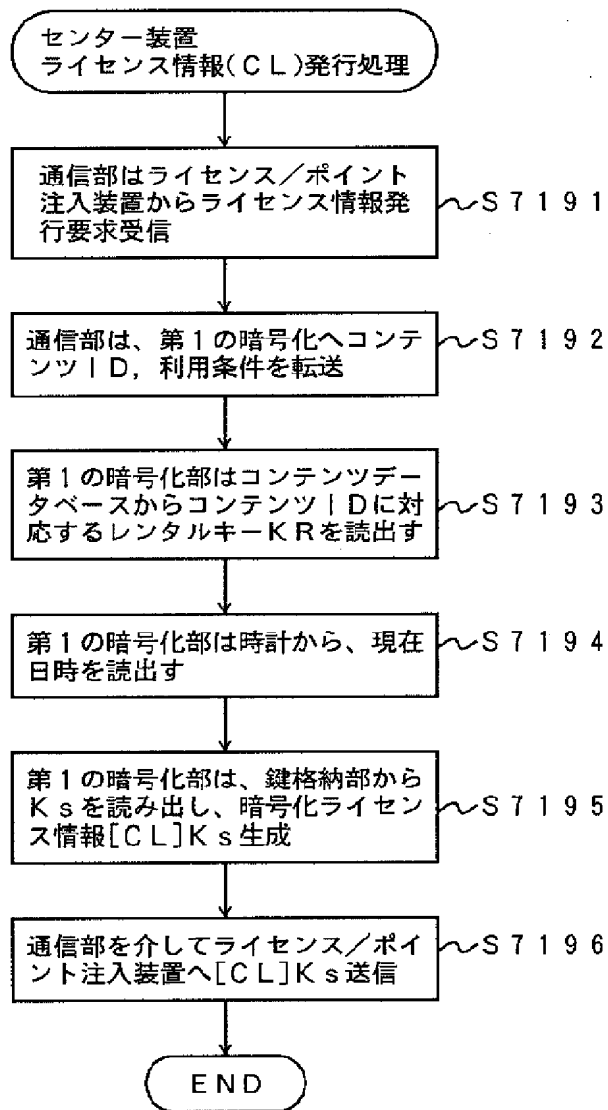 センター装置
ライセンス情報(CL)発行処理
通信部はライセンス/ポイント
注入装置からライセンス情報発
行要求受信
S7191
通信部は、第1の暗号化へコンテ
ンツID,利用条件を転送
S7192
第1の暗号化部はコンテンツデー
タベースからコンテンツIDに対
応するレンタルキーKRを読出す
S7193
第1の暗号化部は時計から、現在
日時を読出す
S7194
第1の暗号化部は、鍵格納部から
Ksを読み出し、暗号化ライセン
ス情報[CL]Ks生成
S7195
通信部を介してライセンス/ポイ
ント注入装置へ[CL]Ks送信
S7196
END